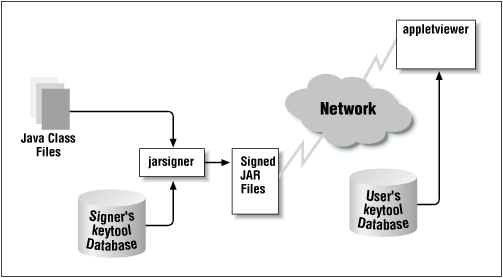 appletviewer
Network
Java Class
Files
jarsigner
Signed
JAR
Files
Signer's
keytool
Database
User's
keytool
Database